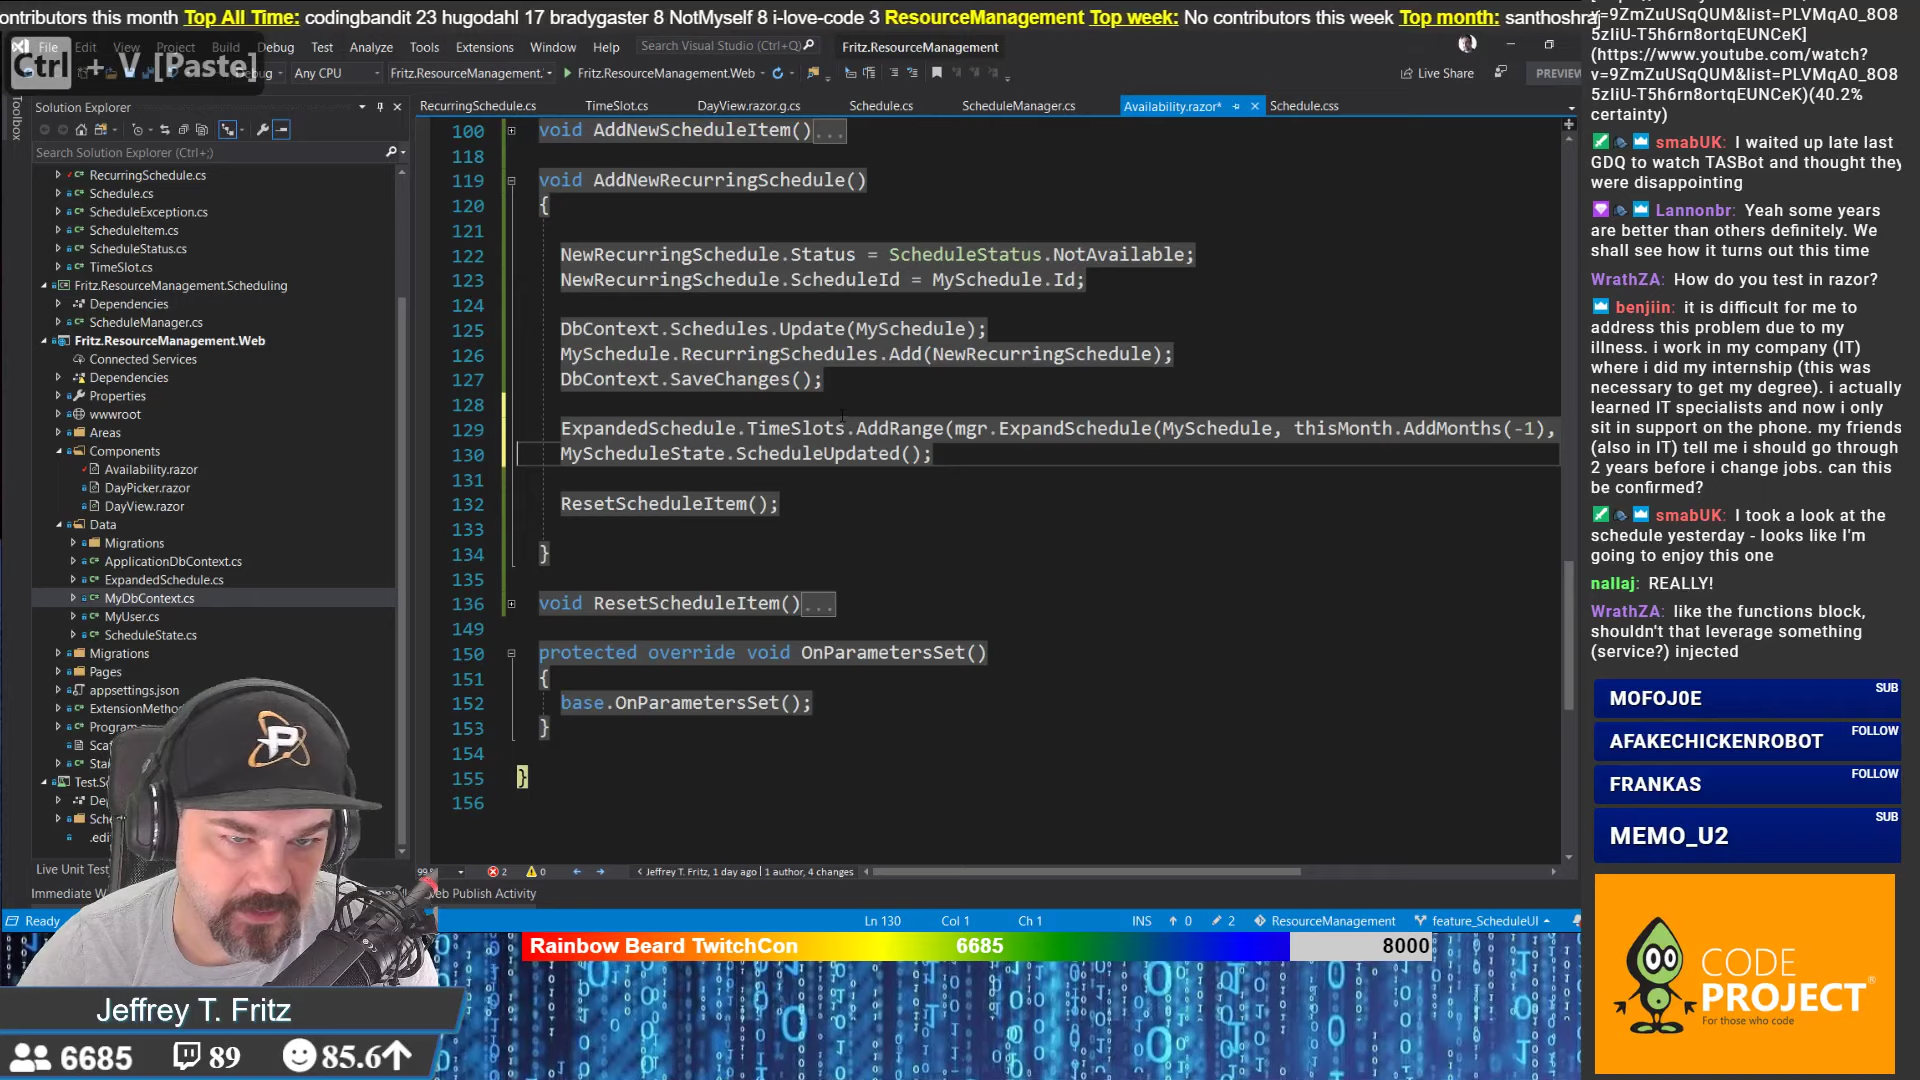 ontributors this month Top All Time: codingbandit 23 hugodahl 17 bradygaster 8 NotMyself 8 i-love-code 3 ResourceManagement Top week: No contributors this week Top month: santhoshra
File Edit View Project Build Debug Test Analyze Tools Extensions Window Help Search Visual Studio (Ctrl+Q) Fritz.ResourceManagement
Ctrl + V [Paste]
Any CPU Fritz.ResourceManagement. Fritz.ResourceManagement.Web Live Share PREVIEW
Toolbox
Solution Explorer
Search Solution Explorer (Ctrl+;)
RecurringSchedule.cs
Schedule.cs
ScheduleException.cs
ScheduleItem.cs
ScheduleStatus.cs
TimeSlot.cs
Fritz.ResourceManagement.Scheduling
Dependencies
ScheduleManager.cs
Fritz.ResourceManagement.Web
Connected Services
Dependencies
Properties
wwwroot
Areas
Components
Availability.razor
DayPicker.razor
DayView.razor
Data
Migrations
ApplicationDbContext.cs
ExpandedSchedule.cs
MyDbContext.cs
MyUser.cs
ScheduleState.cs
Migrations
Pages
appsettings.json
ExtensionMetho
Progra
Sca
Sta
Test.S
De
Sch
.edi
Live Unit Test
Immediate W
eb Publish Activity
RecurringSchedule.cs TimeSlot.cs DayView.razor.g.cs Schedule.cs ScheduleManager.cs Availability.razor* Schedule.css
100 void AddNewScheduleItem()...
118
119 void AddNewRecurringSchedule()
120 {
121
122 NewRecurringSchedule.Status = ScheduleStatus.NotAvailable;
123 NewRecurringSchedule.ScheduleId = MySchedule.Id;
124
125 DbContext.Schedules.Update(MySchedule);
126 MySchedule.RecurringSchedules.Add(NewRecurringSchedule);
127 DbContext.SaveChanges();
128
129 ExpandedSchedule.TimeSlots.AddRange(mgr.ExpandSchedule(MySchedule, thisMonth.AddMonths(-1),
130 MyScheduleState.ScheduleUpdated();
131
132 ResetScheduleItem();
133
134 }
135
136 void ResetScheduleItem()...
149
150 protected override void OnParametersSet()
151 {
152 base.OnParametersSet();
153 }
154
155 }
156
2 0 Jeffrey T. Fritz, 1 day ago | 1 author, 4 changes
Ready Ln 130 Col 1 Ch 1 INS 0 2 ResourceManagement feature_ScheduleUI
Rainbow Beard TwitchCon 6685 8000
Jeffrey T. Fritz
6685 89 85.6
v=9ZmZuUSqQUM&list=PLVMqA0_8O8
5zIiU-T5h6rn8ortqEUNCeK]
(https://www.youtube.com/watch?
v=9ZmZuUSqQUM&list=PLVMqA0_8O8
5zIiU-T5h6rn8ortqEUNCeK)(40.2%
certainty)
smabUK: I waited up late last
GDQ to watch TASBot and thought they
were disappointing
Lannonbr: Yeah some years
are better than others definitely. We
shall see how it turns out this time
WrathZA: How do you test in razor?
benjiin: it is difficult for me to
address this problem due to my
illness. i work in my company (IT)
where i did my internship (this was
necessary to get my degree). i actually
learned IT specialists and now i only
sit in support on the phone. my friends
(also in IT) tell me i should go through
2 years before i change jobs. can this
be confirmed?
smabUK: I took a look at the
schedule yesterday - looks like I'm
going to enjoy this one
nallaj: REALLY!
WrathZA: like the functions block,
shouldn't that leverage something
(service?) injected
MOFOJ0E SUB
AFAKECHICKENROBOT FOLLOW
FRANKAS FOLLOW
MEMO_U2 SUB
CODE
PROJECT
For those who code